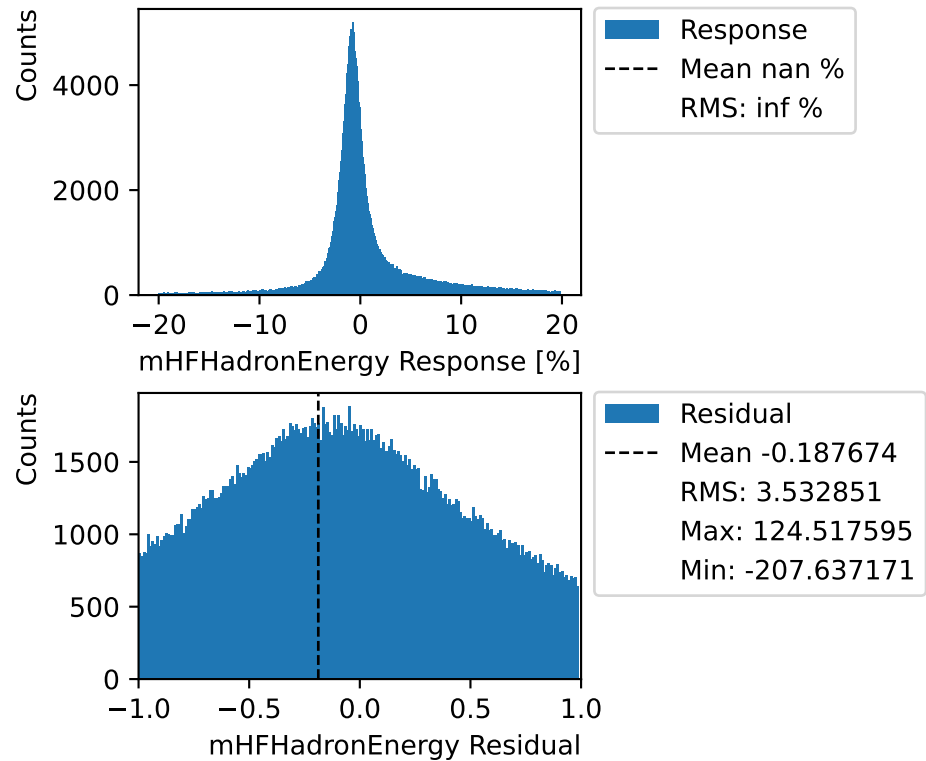 Counts
4000
2000
0
−20
−10
0
10
20
mHFHadronEnergy Response [%]
Response
Mean nan %
RMS: inf %
Counts
1500
1000
500
0
−1.0
−0.5
0.0
0.5
1.0
mHFHadronEnergy Residual
Residual
Mean -0.187674
RMS: 3.532851
Max: 124.517595
Min: -207.637171